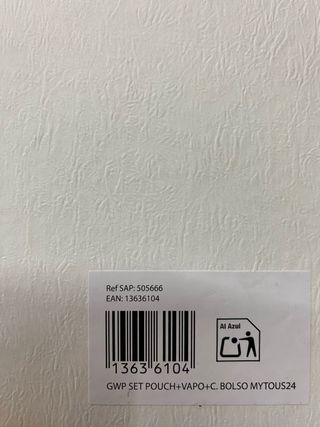 Ref SAP: 505666
EAN: 13636104
Al Azul
1363 6104
GWP SET POUCH+VAPO+C. BOLSO MYTOUS24